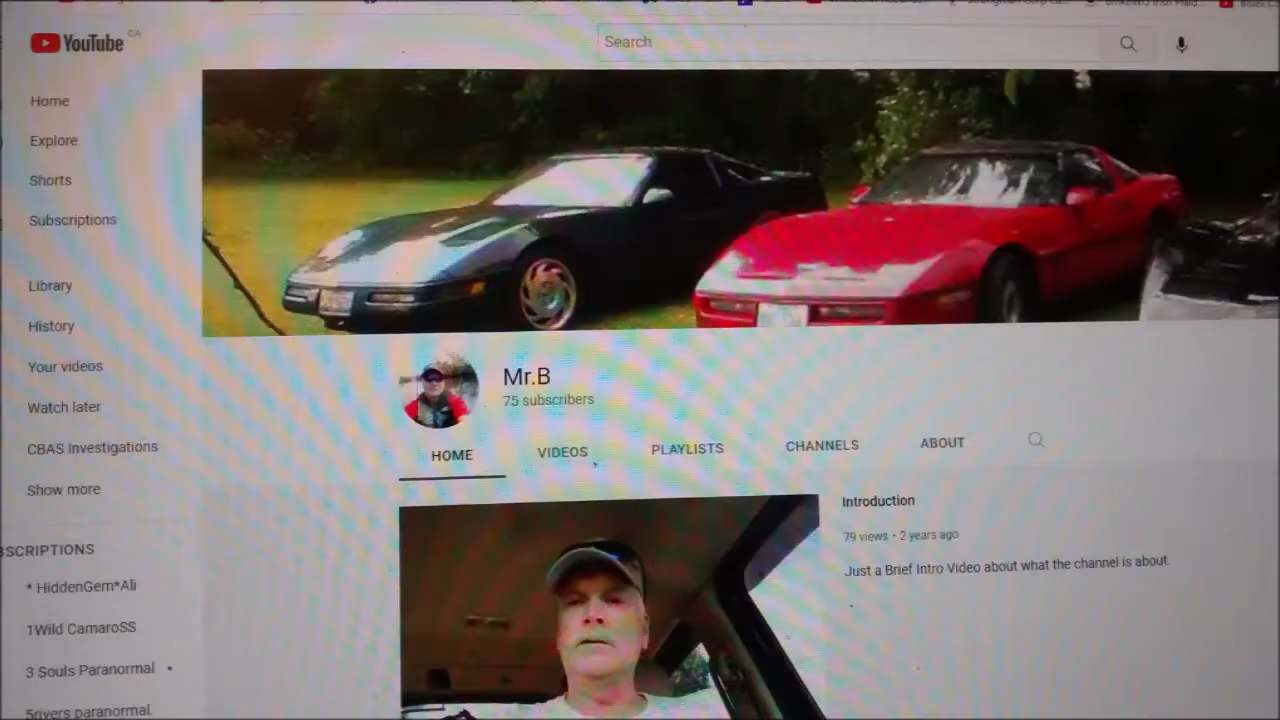 YouTube CA
Search
Home
Explore
Shorts
Subscriptions
Library
History
Your videos
Watch later
CBAS Investigations
Show more
BSCRIPTIONS
* HiddenGem*Ali
1Wild CamaroSS
3 Souls Paranormal
5rivers paranormal
Mr.B
75 subscribers
HOME VIDEOS PLAYLISTS CHANNELS ABOUT
Introduction
79 views • 2 years ago
Just a Brief Intro Video about what the channel is about.